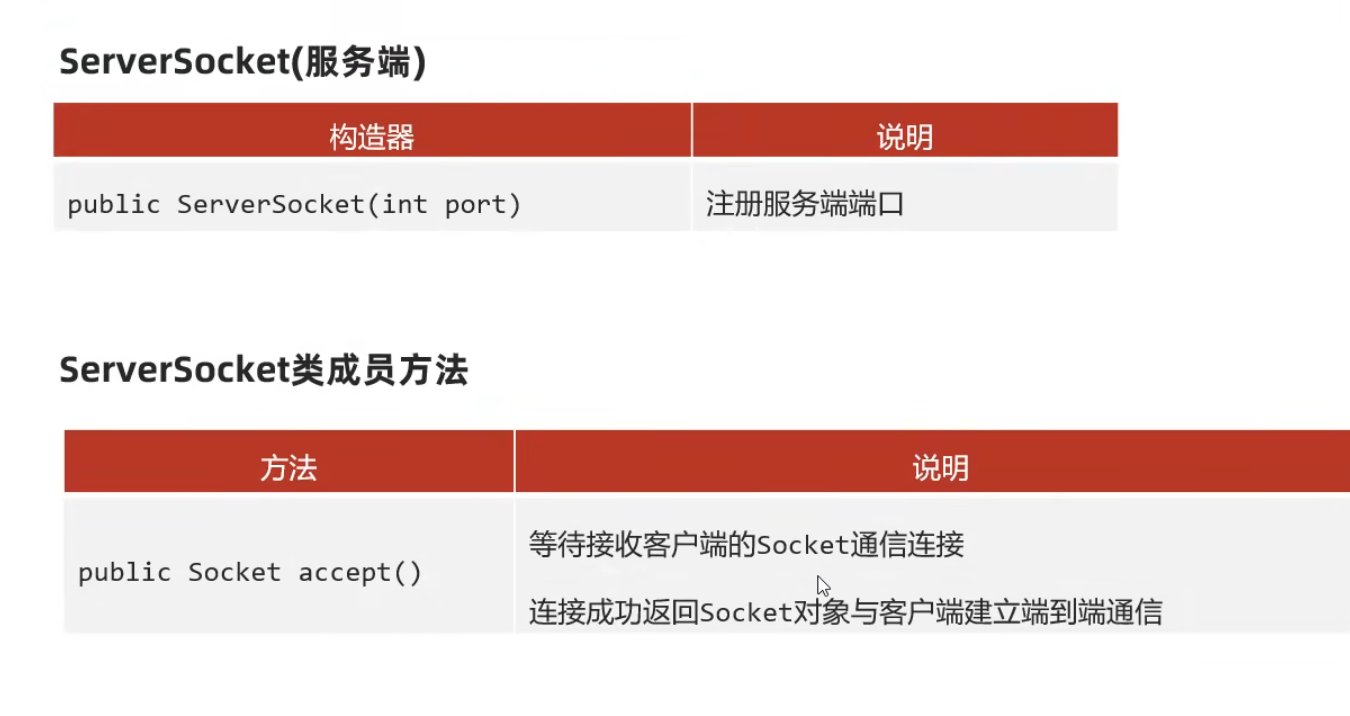 ServerSocket(服务端)
构造器 说明
public ServerSocket(int port) 注册服务端端口
ServerSocket类成员方法
方法 说明
等待接收客户端的Socket通信连接
public Socket accept()
连接成功返回Socket对象与客户端建立端到端通信